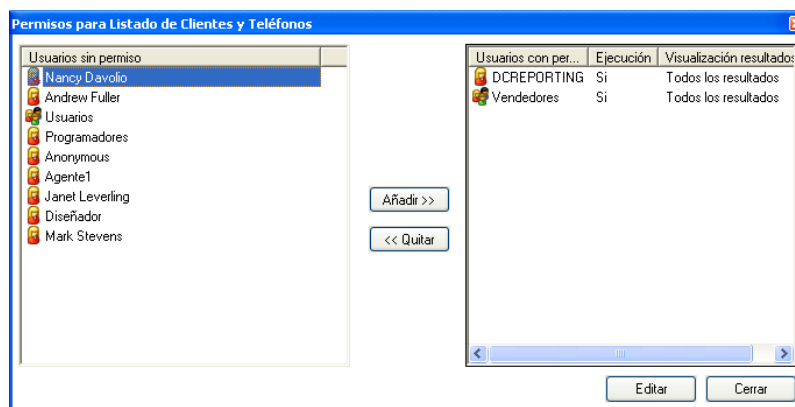 Permisos para Listado de Clientes y Teléfonos
Usuarios sin permiso
Nancy Davolio
Andrew Fuller
Usuarios
Programadores
Anonymous
Agente1
Janet Leverling
Diseñador
Mark Stevens
Añadir >>
<< Quitar
Usuarios con per... Ejecución Visualización resultados
DCREPORTING Si Todos los resultados
Vendedores Si Todos los resultados
Editar Cerrar